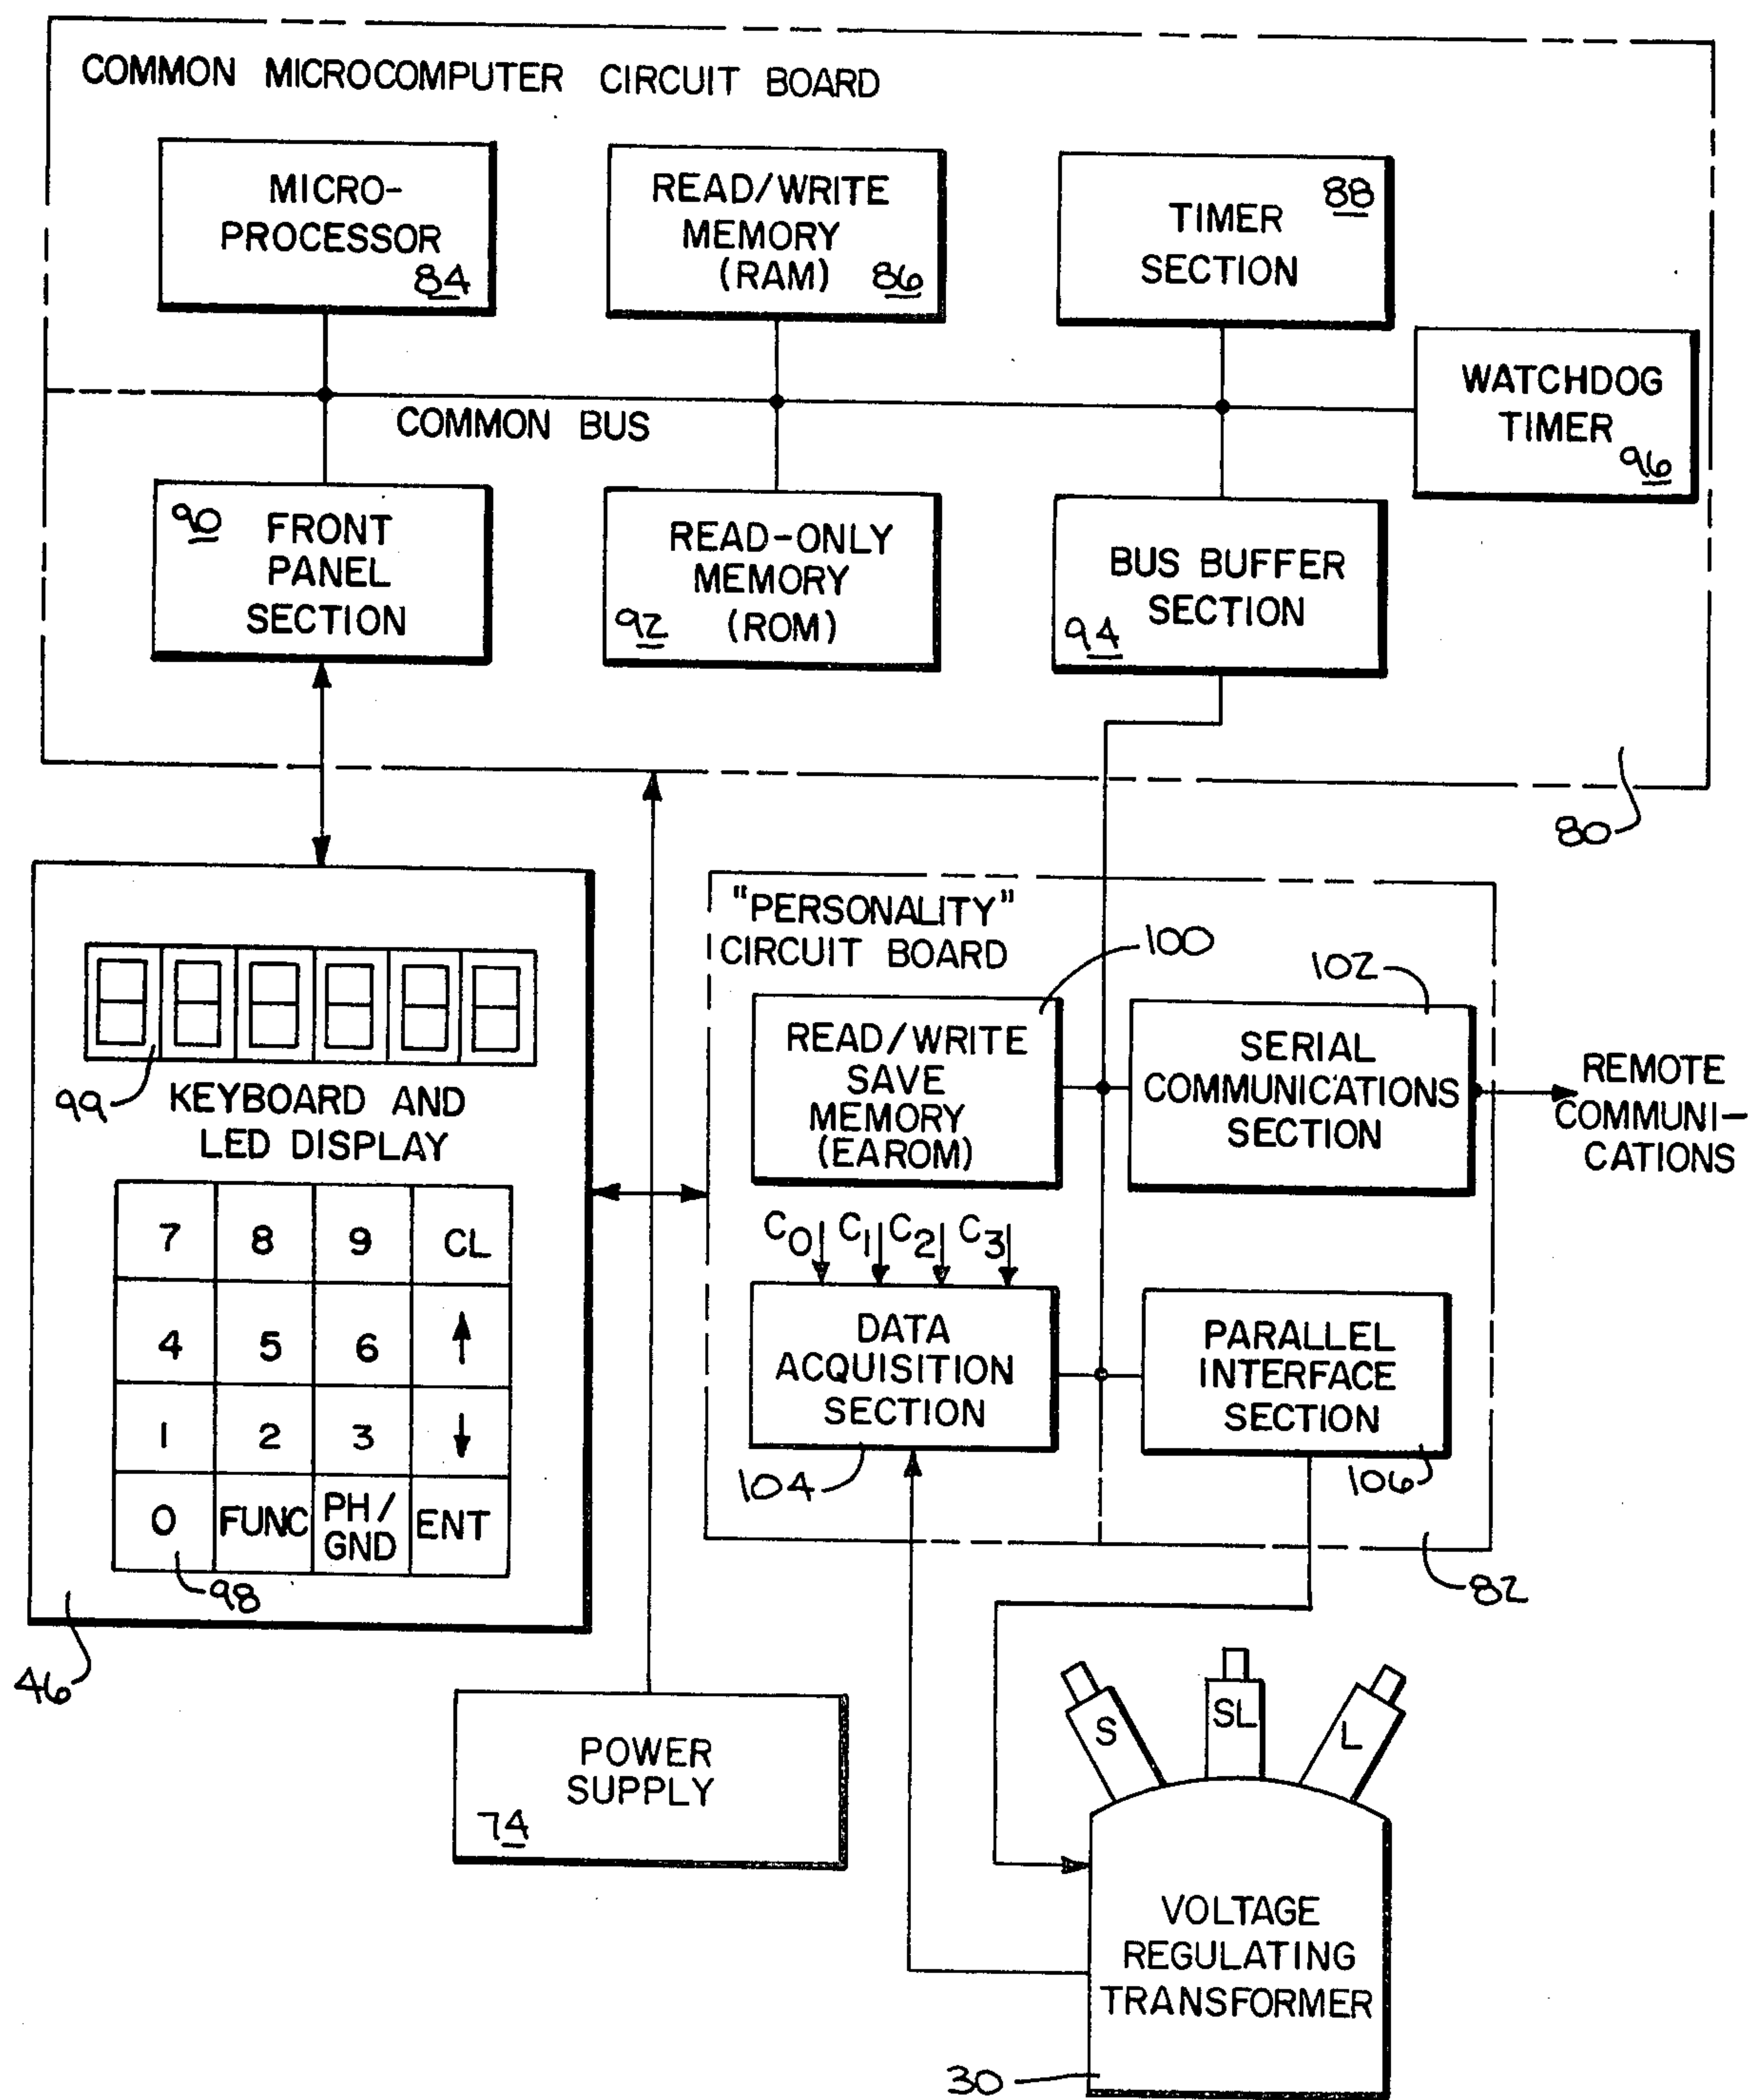 COMMON MICROCOMPUTER CIRCUIT BOARD
MICRO-
PROCESSOR
84
READ/WRITE
MEMORY
(RAM) 86
88
TIMER
SECTION
WATCHDOG
TIMER
96
COMMON BUS
90 FRONT
PANEL
SECTION
READ-ONLY
MEMORY
92 (ROM)
BUS BUFFER
SECTION
94
80
"PERSONALITY"
CIRCUIT BOARD
100
102
READ/WRITE
SAVE
MEMORY
(EAROM)
SERIAL
COMMUNICATIONS
SECTION
REMOTE
COMMUNI-
CATIONS
99
KEYBOARD AND
LED DISPLAY
7 8 9 CL
4 5 6 ↑
1 2 3 ↓
0 FUNC PH/
GND ENT
98
46
C0 C1 C2 C3
DATA
ACQUISITION
SECTION
104
PARALLEL
INTERFACE
SECTION
106
82
POWER
SUPPLY
74
S SL L
VOLTAGE
REGULATING
TRANSFORMER
30